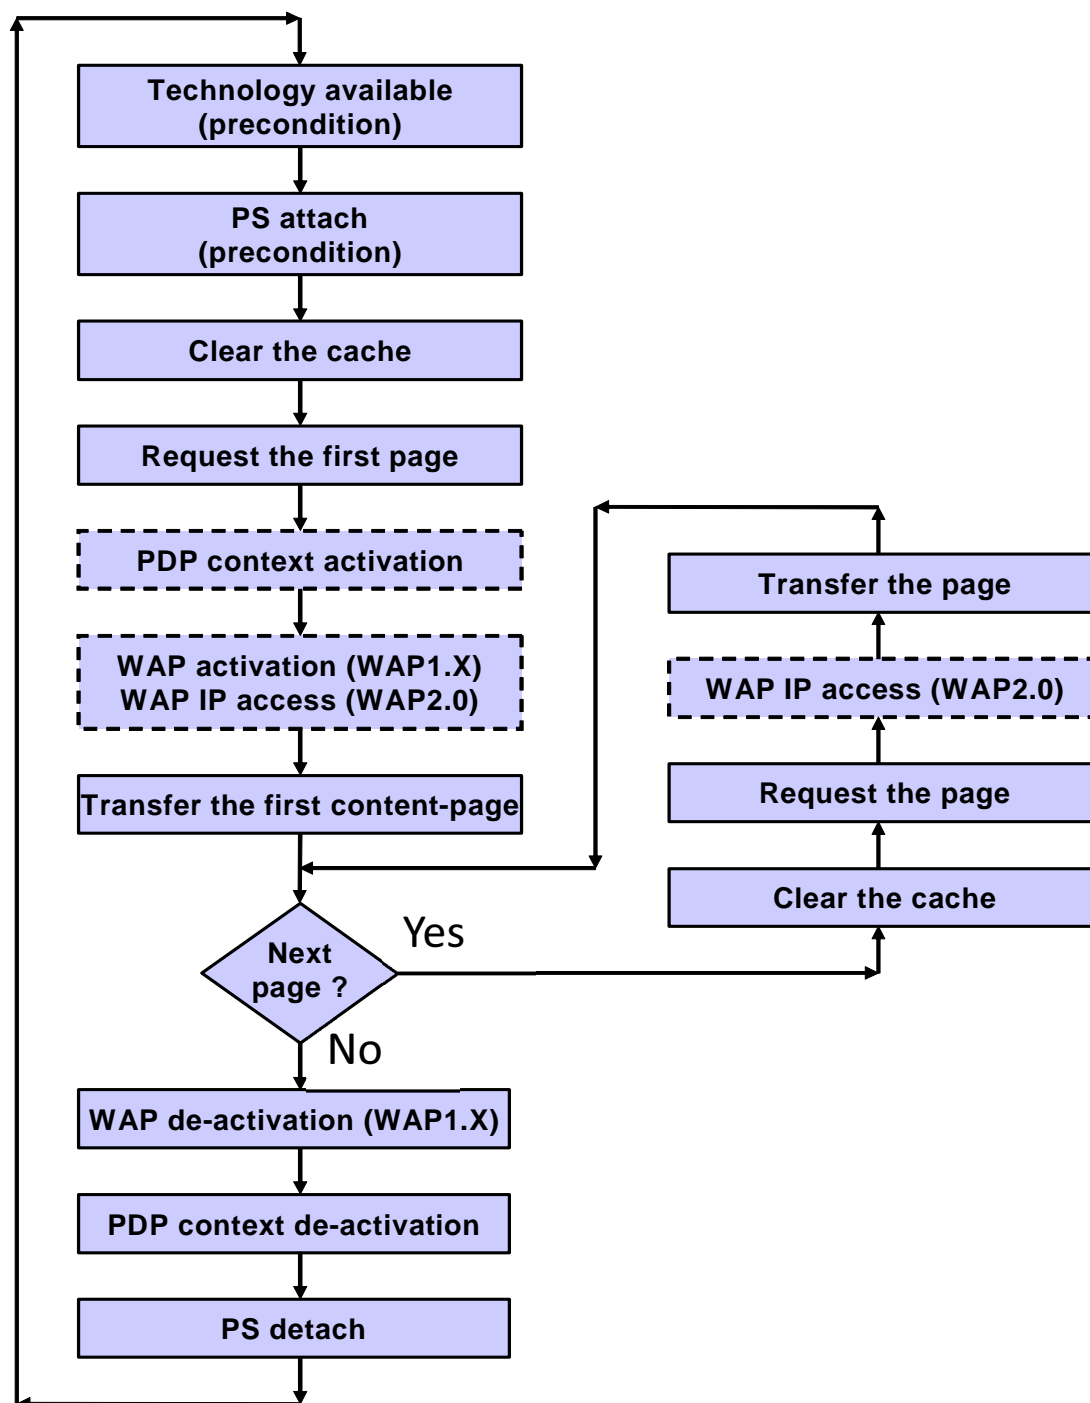 Technology available
(precondition)
PS attach
(precondition)
Clear the cache
Request the first page
PDP context activation
WAP activation (WAP1.X)
WAP IP access (WAP2.0)
Transfer the first content-page
Next
page ?
Yes
No
WAP de-activation (WAP1.X)
PDP context de-activation
PS detach
Transfer the page
WAP IP access (WAP2.0)
Request the page
Clear the cache